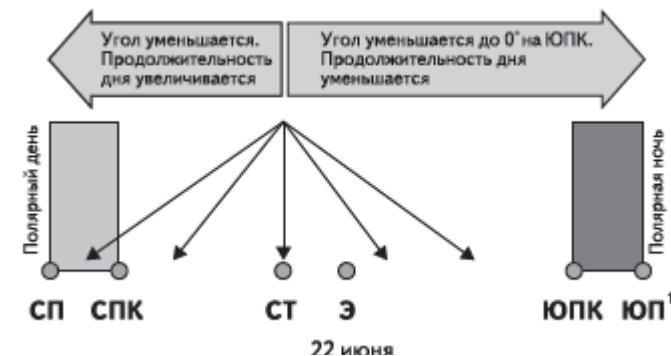 Угол уменьшается.
Продолжительность
дня увеличивается
Угол уменьшается до 0° на ЮПК.
Продолжительность дня
уменьшается
Полярный день
Полярная ночь
СП СПК СТ Э ЮПК ЮП¹
22 июня